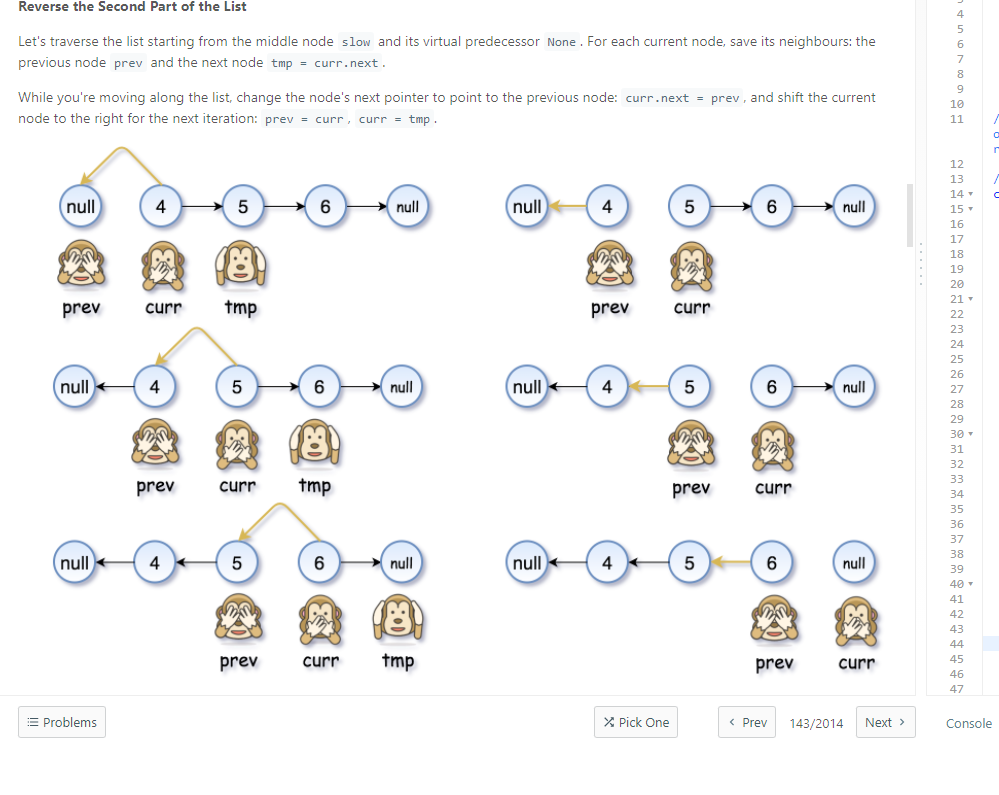 Reverse the Second Part of the List
Let's traverse the list starting from the middle node slow and its virtual predecessor None. For each current node, save its neighbours: the
previous node prev and the next node tmp = curr.next.
While you're moving along the list, change the node's next pointer to point to the previous node: curr.next = prev, and shift the current
node to the right for the next iteration: prev = curr, curr = tmp.
null 4 5 6 null
prev curr tmp
null 4 5 6 null
prev curr
null 4 5 6 null
prev curr tmp
null 4 5 6 null
prev curr
null 4 5 6 null
prev curr tmp
null 4 5 6 null
prev curr
Problems
Pick One
Prev
143/2014
Next
4
5
6
7
8
9
10
11
12
13
14
15
16
17
18
19
20
21
22
23
24
25
26
27
28
29
30
31
32
33
34
35
36
37
38
39
40
41
42
43
44
45
46
47
Console